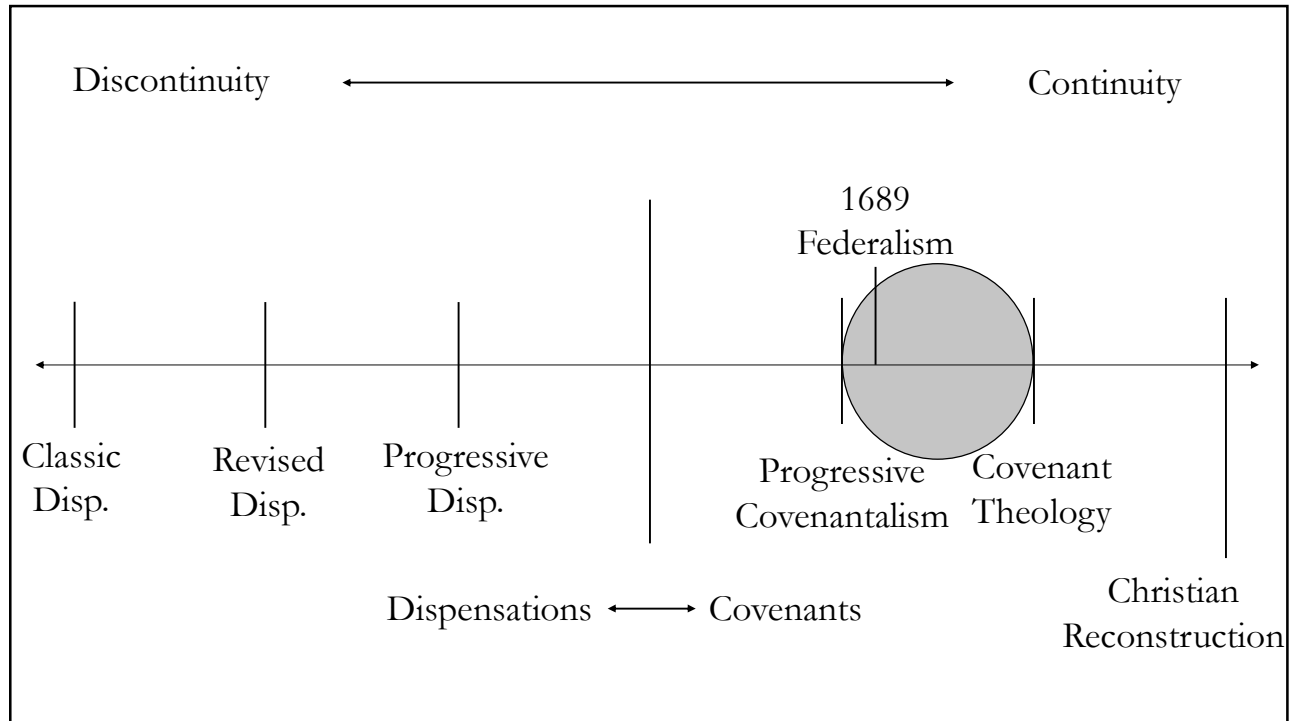 Discontinuity
Continuity
1689
Federalism
Classic
Disp.
Revised
Disp.
Progressive
Disp.
Progressive
Covenantalism
Covenant
Theology
Christian
Reconstruction
Dispensations
Covenants